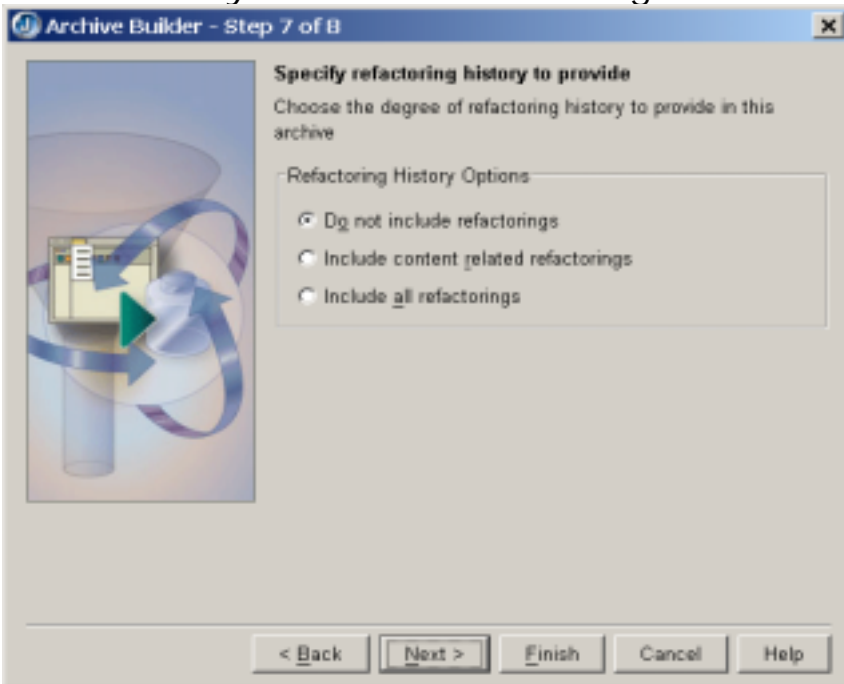 Archive Builder - Step 7 of 8
Specify refactoring history to provide
Choose the degree of refactoring history to provide in this
archive
Refactoring History Options
Do not include refactorings
Include content related refactorings
Include all refactorings
< Back
Next >
Finish
Cancel
Help